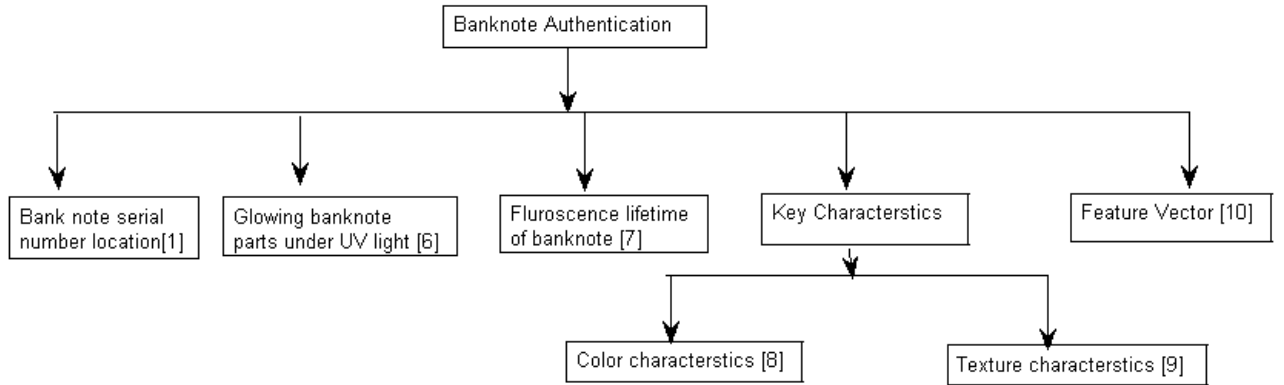 Banknote Authentication
Bank note serial
number location[1]
Glowing banknote
parts under UV light [6]
Fluroscence lifetime
of banknote [7]
Key Characterstics
Feature Vector [10]
Color characterstics [8]
Texture characterstics [9]